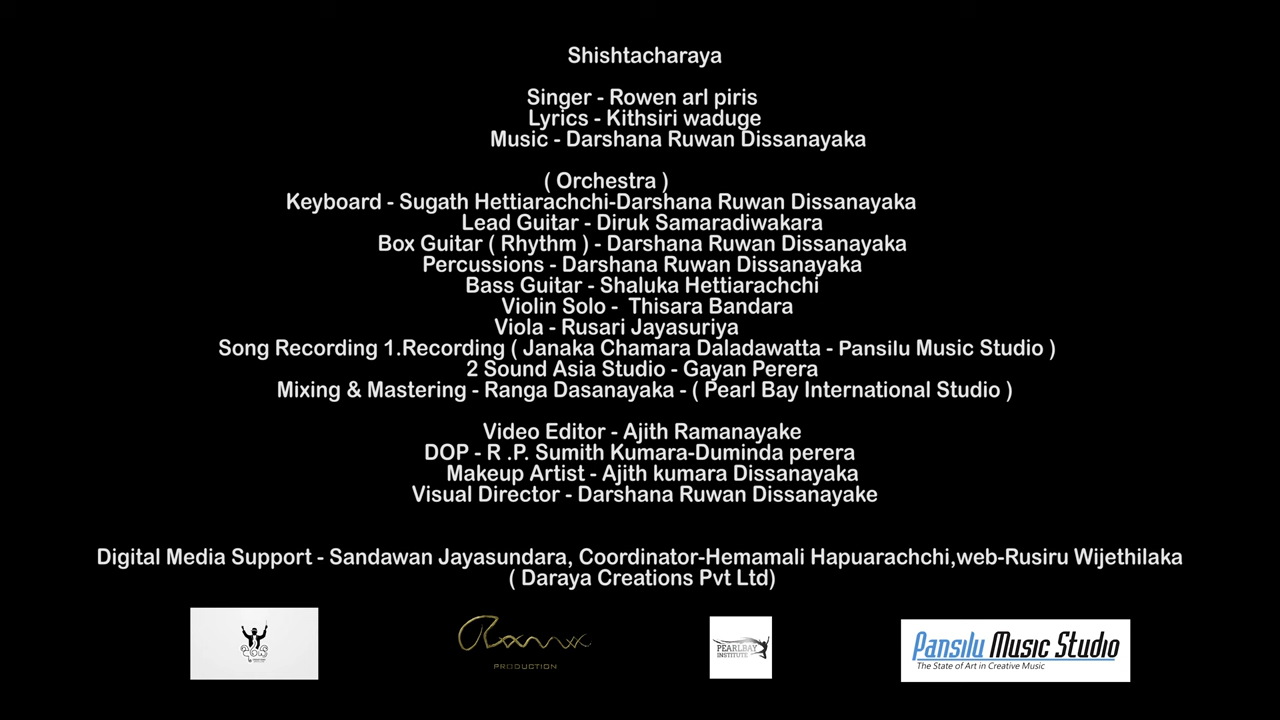 Shishtacharaya
Singer - Rowen arl piris
Lyrics - Kithsiri waduge
Music - Darshana Ruwan Dissanayaka
( Orchestra )
Keyboard - Sugath Hettiarachchi-Darshana Ruwan Dissanayaka
Lead Guitar - Diruk Samaradiwakara
Box Guitar ( Rhythm ) - Darshana Ruwan Dissanayaka
Percussions - Darshana Ruwan Dissanayaka
Bass Guitar - Shaluka Hettiarachchi
Violin Solo -  Thisara Bandara
Viola - Rusari Jayasuriya
Song Recording 1.Recording ( Janaka Chamara Daladawatta - Pansilu Music Studio )
2 Sound Asia Studio - Gayan Perera
Mixing & Mastering - Ranga Dasanayaka - ( Pearl Bay International Studio )
Video Editor - Ajith Ramanayake
DOP - R .P. Sumith Kumara-Duminda perera
Makeup Artist - Ajith kumara Dissanayaka
Visual Director - Darshana Ruwan Dissanayake
Digital Media Support - Sandawan Jayasundara, Coordinator-Hemamali Hapuarachchi,web-Rusiru Wijethilaka
( Daraya Creations Pvt Ltd)
PRODUCTION
PEARLBAY
INSTITUTE
Pansilu Music Studio
The State of Art in Creative Music